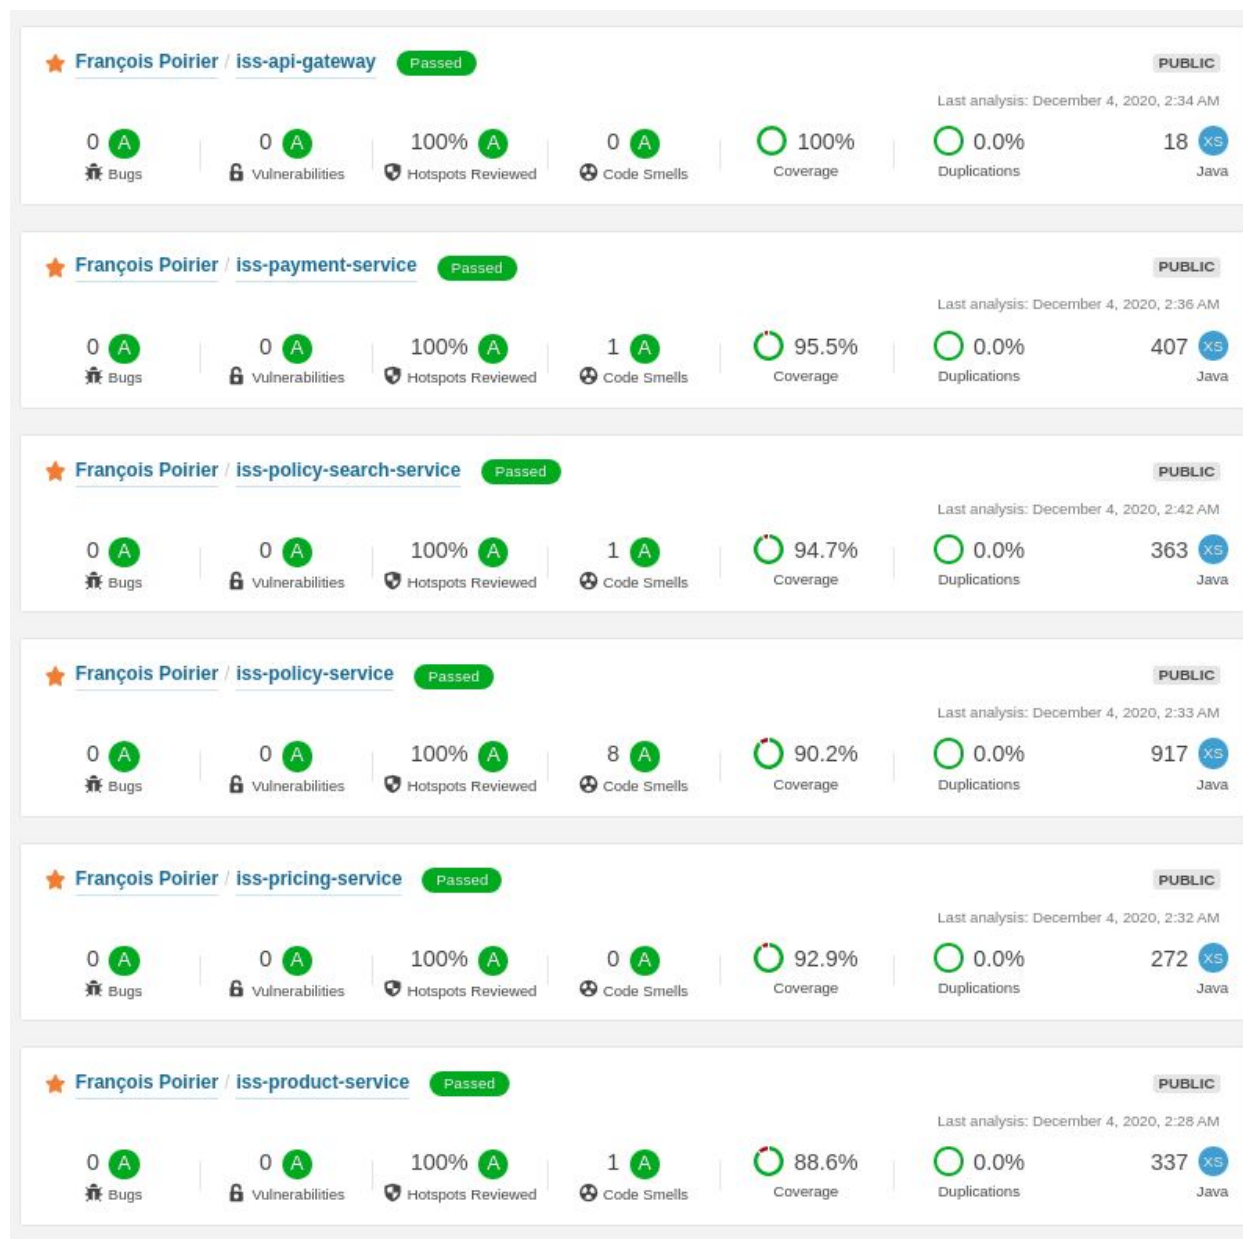 François Poirier / iss-api-gateway Passed PUBLIC
Last analysis: December 4, 2020, 2:34 AM
0 A 0 A 100% A 0 A 100% 0.0% 18 XS
Bugs Vulnerabilities Hotspots Reviewed Code Smells Coverage Duplications Java
François Poirier / iss-payment-service Passed PUBLIC
Last analysis: December 4, 2020, 2:36 AM
0 A 0 A 100% A 1 A 95.5% 0.0% 407 XS
Bugs Vulnerabilities Hotspots Reviewed Code Smells Coverage Duplications Java
François Poirier / iss-policy-search-service Passed PUBLIC
Last analysis: December 4, 2020, 2:42 AM
0 A 0 A 100% A 1 A 94.7% 0.0% 363 XS
Bugs Vulnerabilities Hotspots Reviewed Code Smells Coverage Duplications Java
François Poirier / iss-policy-service Passed PUBLIC
Last analysis: December 4, 2020, 2:33 AM
0 A 0 A 100% A 8 A 90.2% 0.0% 917 XS
Bugs Vulnerabilities Hotspots Reviewed Code Smells Coverage Duplications Java
François Poirier / iss-pricing-service Passed PUBLIC
Last analysis: December 4, 2020, 2:32 AM
0 A 0 A 100% A 0 A 92.9% 0.0% 272 XS
Bugs Vulnerabilities Hotspots Reviewed Code Smells Coverage Duplications Java
François Poirier / iss-product-service Passed PUBLIC
Last analysis: December 4, 2020, 2:28 AM
0 A 0 A 100% A 1 A 88.6% 0.0% 337 XS
Bugs Vulnerabilities Hotspots Reviewed Code Smells Coverage Duplications Java